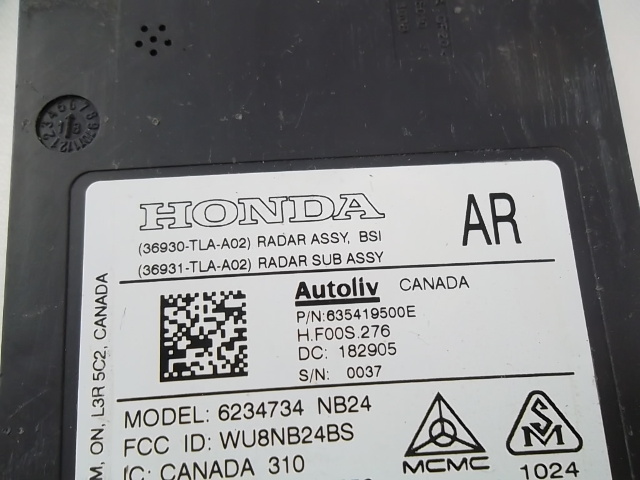 HONDA
AR
(36930-TLA-A02) RADAR ASSY, BSI
(36931-TLA-A02) RADAR SUB ASSY
Autoliv CANADA
P/N:635419500E
H.F00S.276
DC: 182905
S/N: 0037
MODEL: 6234734 NB24
FCC ID: WU8NB24BS
IC: CANADA 310
MCMC
SM
1024
M, ON, L3R 5C2, CANADA